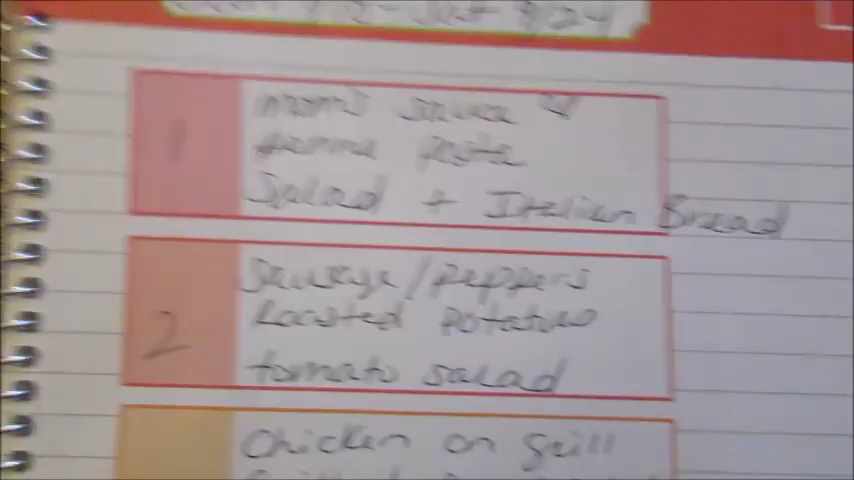 1
mom's sauce w/
penne pasta
Salad + Italian Bread
2
Sausage/peppers
Roasted Potatoes
tomato salad
Chicken on grill